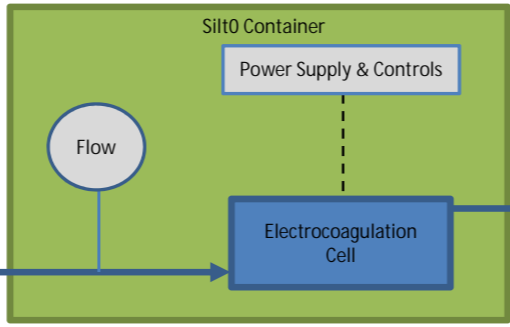 Silt0 Container
Power Supply & Controls
Flow
Electrocoagulation
Cell